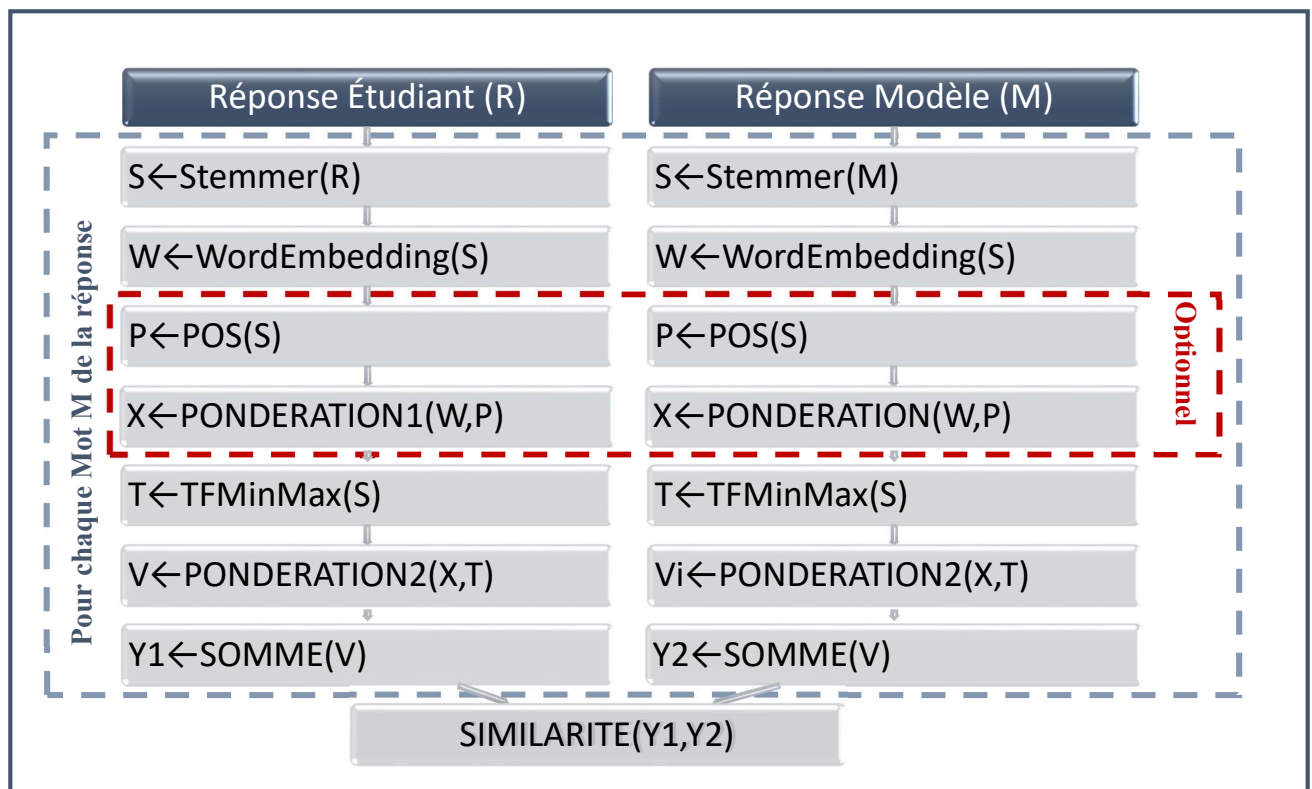 Réponse Étudiant (R)
Réponse Modèle (M)
S←Stemmer(R)
S←Stemmer(M)
W←WordEmbedding(S)
W←WordEmbedding(S)
P←POS(S)
P←POS(S)
X←PONDERATION1(W,P)
X←PONDERATION(W,P)
T←TFMinMax(S)
T←TFMinMax(S)
V←PONDERATION2(X,T)
Vi←PONDERATION2(X,T)
Y1←SOMME(V)
Y2←SOMME(V)
SIMILARITE(Y1,Y2)
Pour chaque Mot M de la réponse
Optionnel